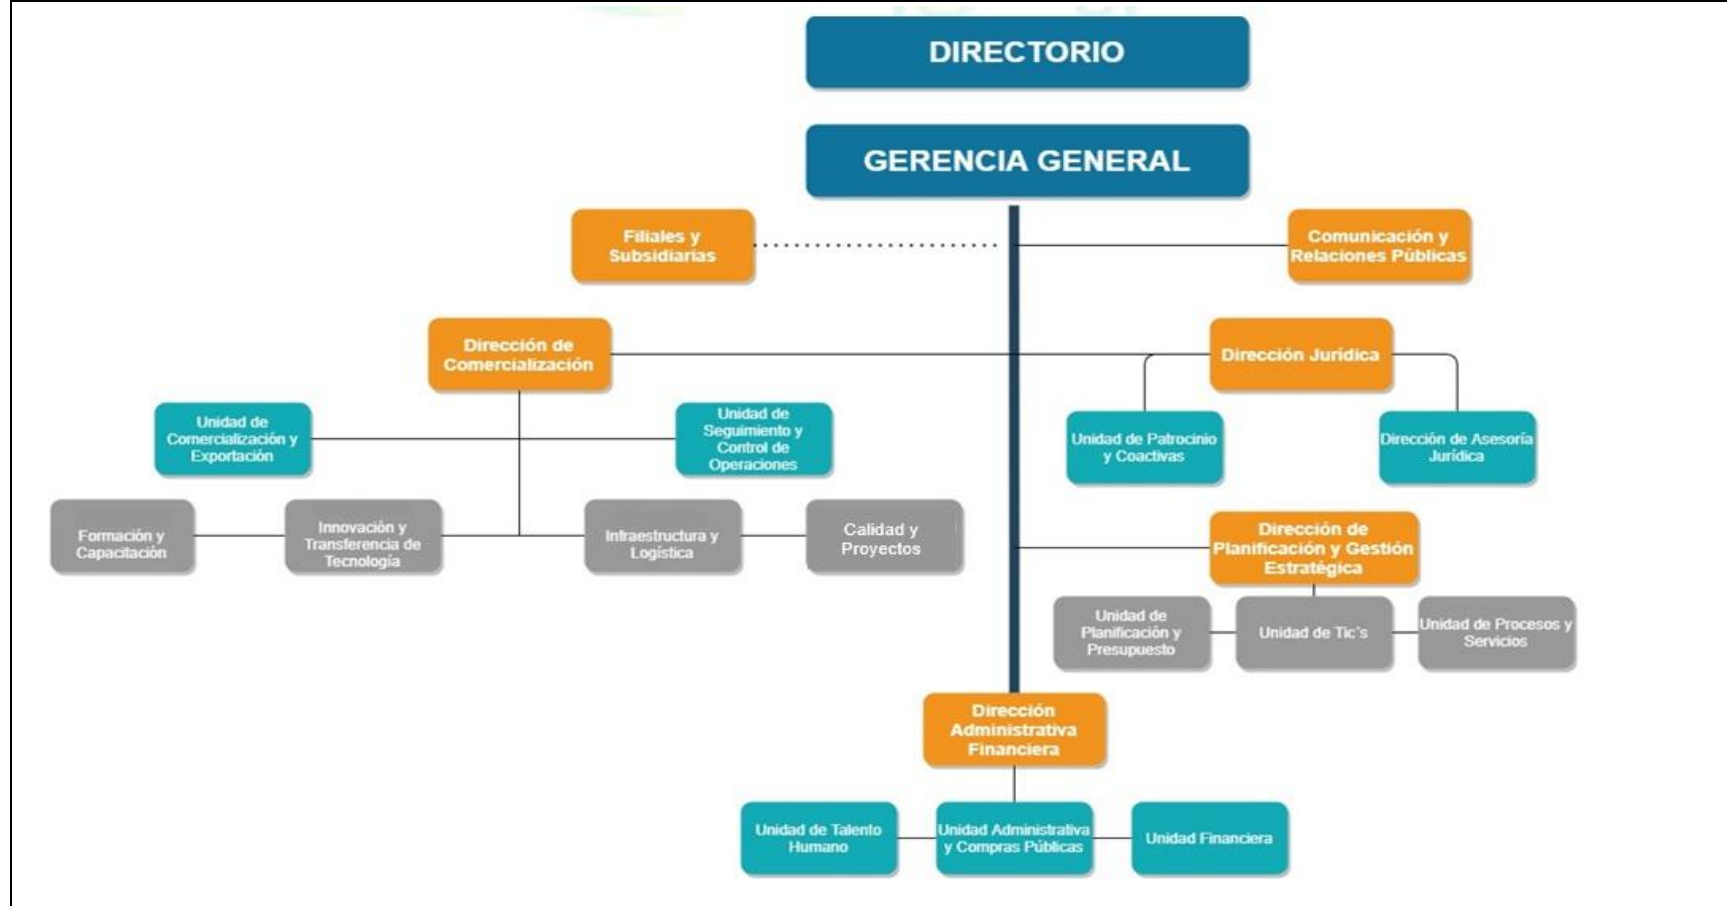 DIRECTORIO
GERENCIA GENERAL
Filiales y
Subsidiarías
Comunicación y
Relaciones Públicas
Dirección de
Comercialización
Dirección Jurídica
Unidad de
Comercialización y
Exportación
Unidad de
Seguimiento y
Control de
Operaciones
Unidad de Patrocinio
y Coactivas
Dirección de Asesoría
Jurídica
Formación y
Capacitación
Innovación y
Transferencia de
Tecnología
Infraestructura y
Logística
Calidad y
Proyectos
Dirección de
Planificación y Gestión
Estratégica
Unidad de
Planificación y
Presupuesto
Unidad de Tic's
Unidad de Procesos y
Servicios
Dirección
Administrativa
Financiera
Unidad de Talento
Humano
Unidad Administrativa
y Compras Públicas
Unidad Financiera